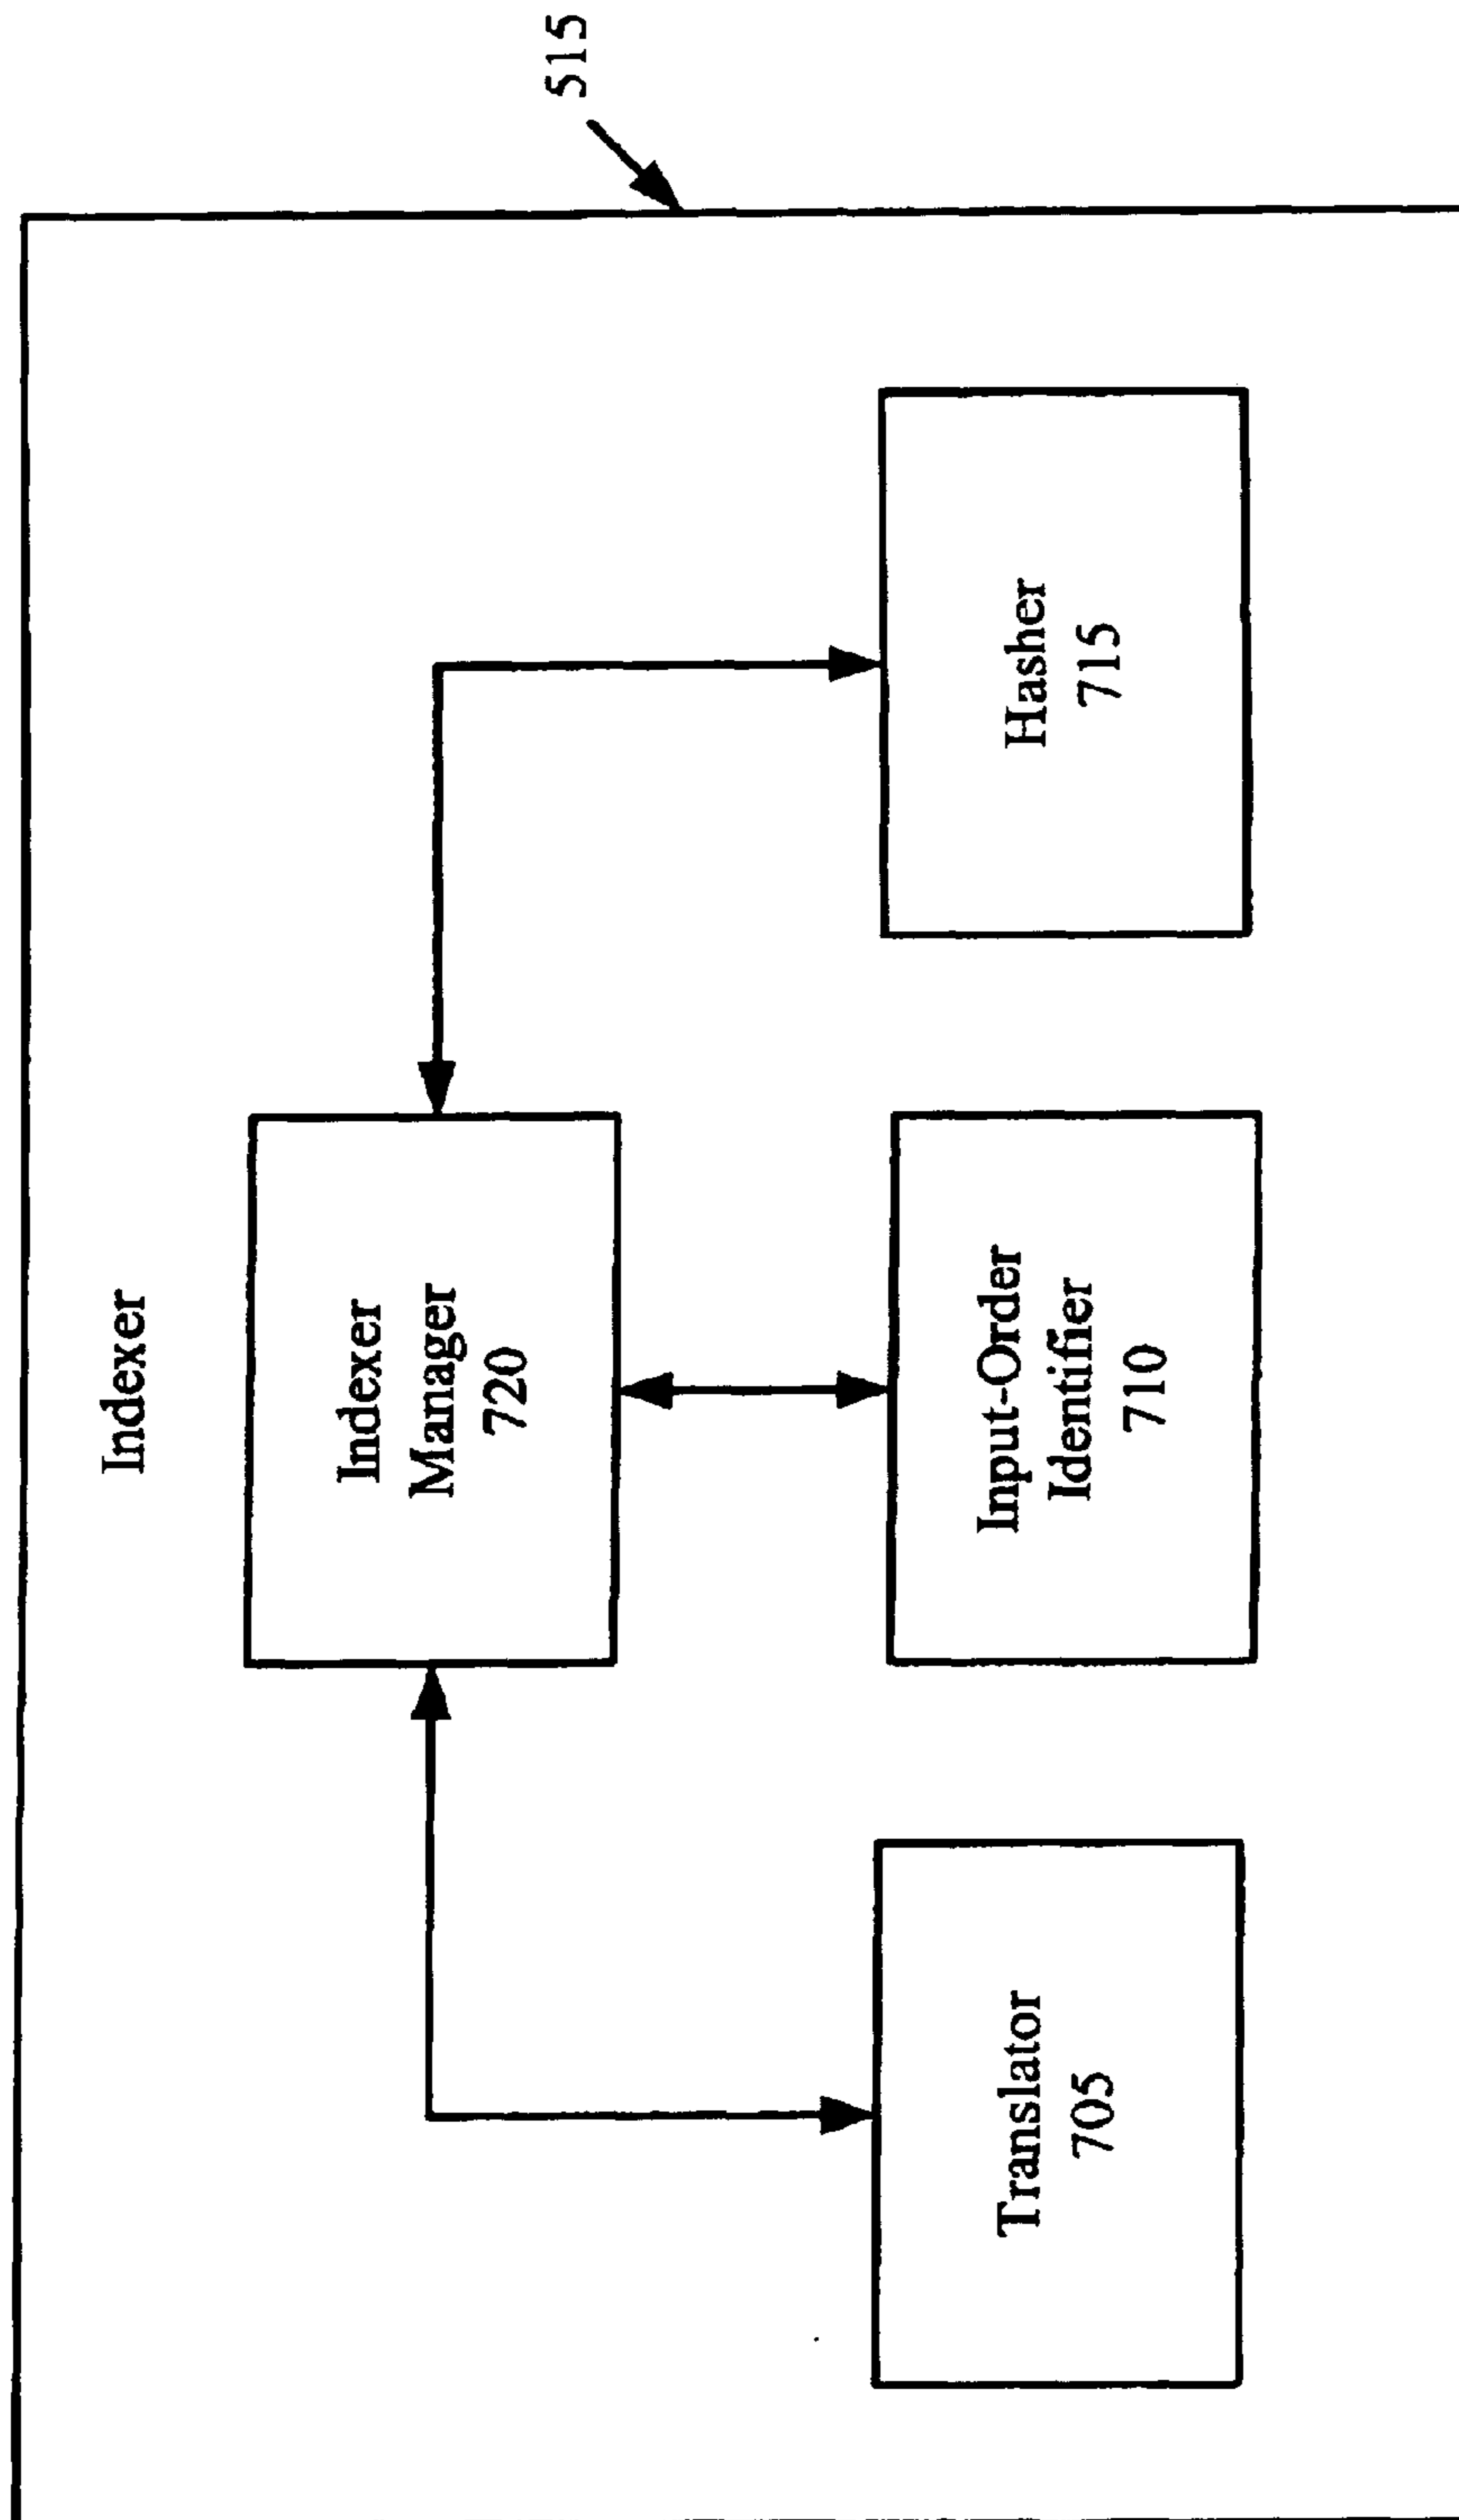 Indexer
515
Indexer
Manager
720
Translator
705
Input-Order
Identifier
710
Hasher
715